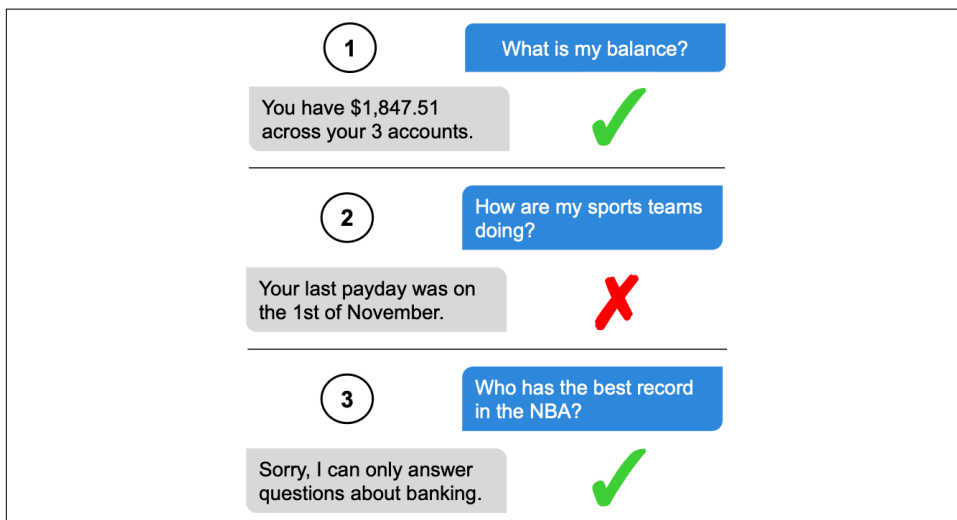 1
What is my balance?
You have $1,847.51
across your 3 accounts.
2
How are my sports teams
doing?
Your last payday was on
the 1st of November.
3
Who has the best record
in the NBA?
Sorry, I can only answer
questions about banking.